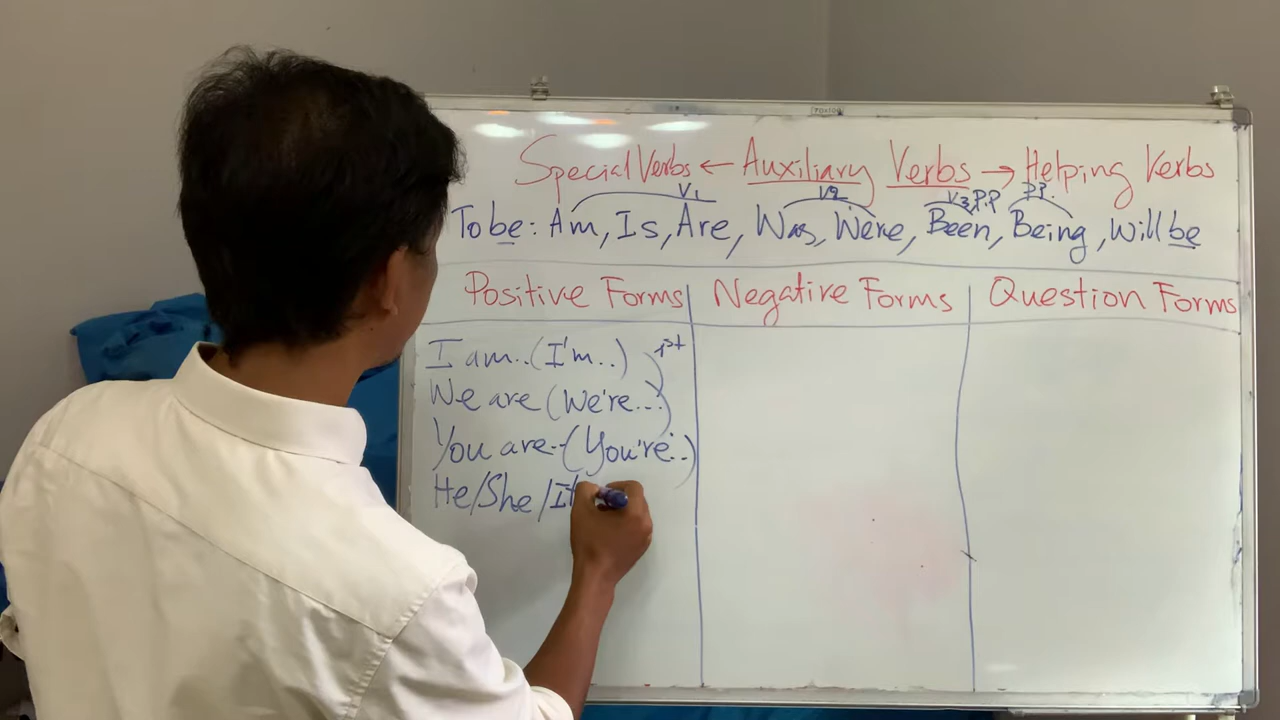 Special Verbs ← Auxiliary Verbs → Helping Verbs
V1 V2 V3 P.P P.P.
To be: Am, Is, Are, Was, Were, Been, Being, Will be
Positive Forms Negative Forms Question Forms
I am..(I'm..) 1st
We are (We're...)
You are..(You're..)
He/She/It